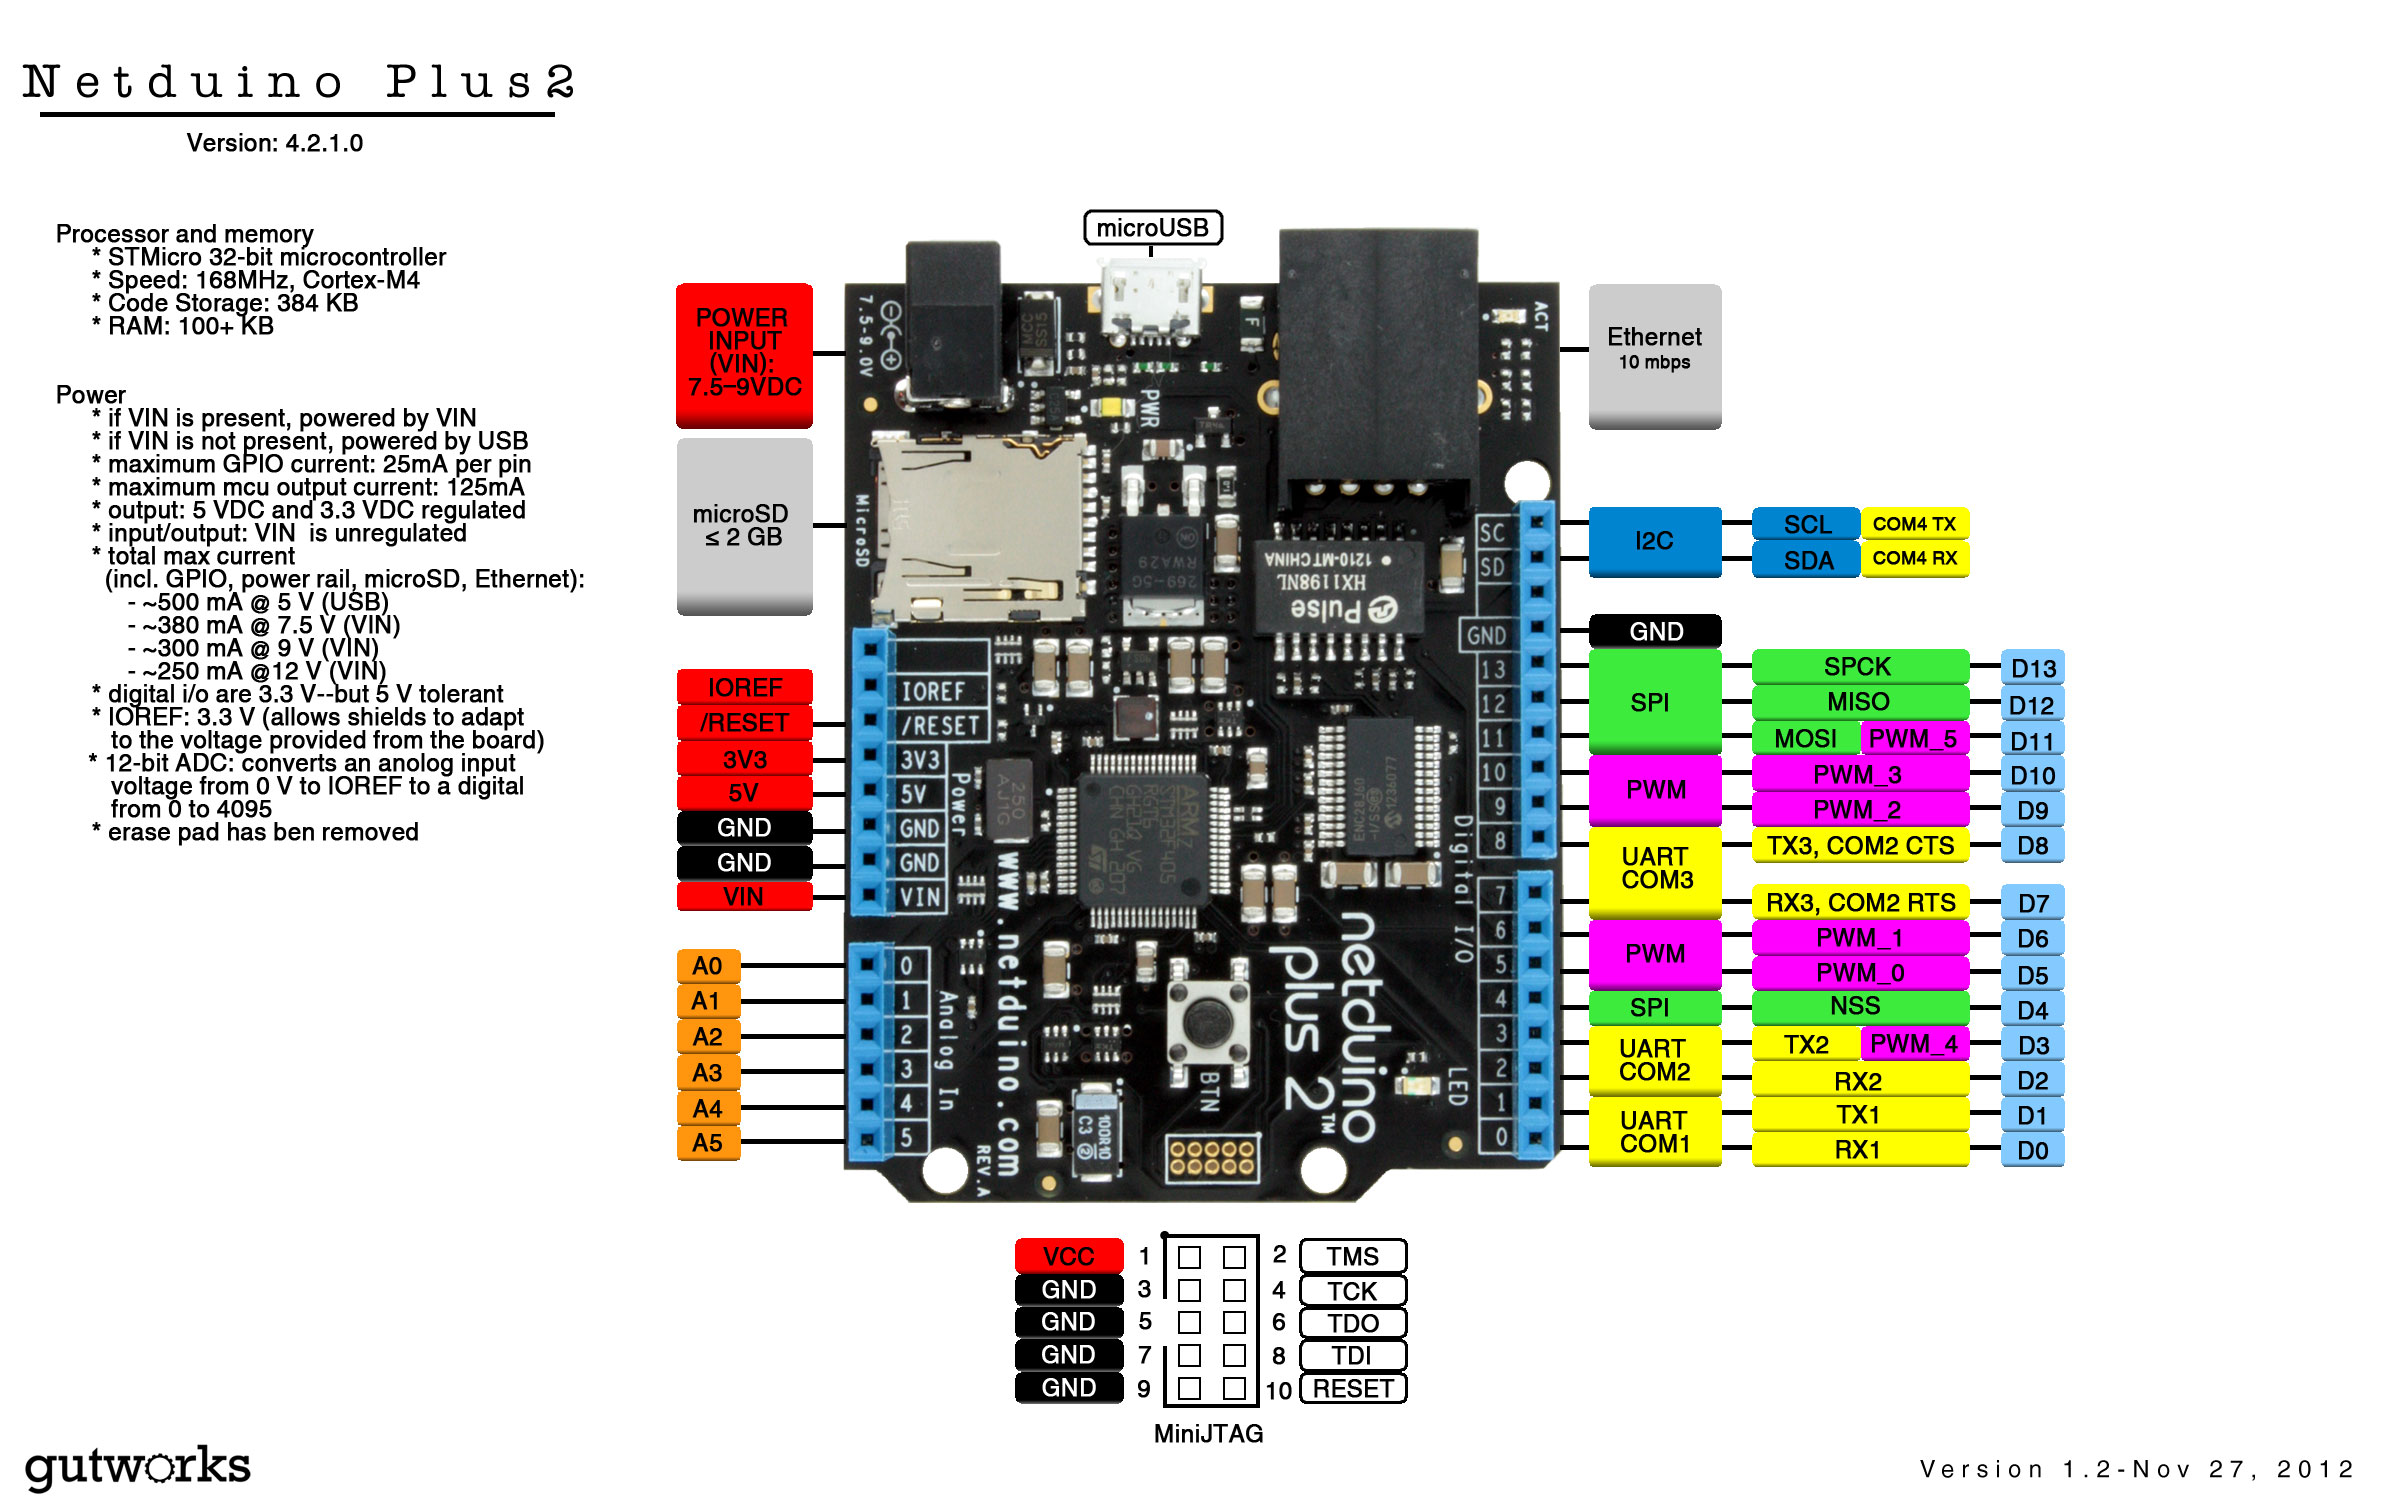 Netduino Plus2
Version: 4.2.1.0
Processor and memory
* STMicro 32-bit microcontroller
* Speed: 168MHz, Cortex-M4
* Code Storage: 384 KB
* RAM: 100+ KB
Power
* if VIN is present, powered by VIN
* if VIN is not present, powered by USB
* maximum GPIO current: 25mA per pin
* maximum mcu output current: 125mA
* output: 5 VDC and 3.3 VDC regulated
* input/output: VIN is unregulated
* total max current
(incl. GPIO, power rail, microSD, Ethernet):
- ~500 mA @ 5 V (USB)
- ~380 mA @ 7.5 V (VIN)
- ~300 mA @ 9 V (VIN)
- ~250 mA @12 V (VIN)
* digital i/o are 3.3 V--but 5 V tolerant
* IOREF: 3.3 V (allows shields to adapt
to the voltage provided from the board)
* 12-bit ADC: converts an anolog input
voltage from 0 V to IOREF to a digital
from 0 to 4095
* erase pad has ben removed
microUSB
POWER
INPUT
(VIN):
7.5–9VDC
microSD
≤ 2 GB
IOREF
/RESET
3V3
5V
GND
GND
VIN
A0
A1
A2
A3
A4
A5
7.5-9.0V
MCC
SS15
F
ACT
PWR
MicroSD
RWA29
269-5G
1210-MTCHINA
HX1198NL
Pulse
IOREF
/RESET
3V3
5V
GND
GND
VIN
Power
0
1
2
3
4
5
Analog In
250
AJ1G
www.netduino.com
REV.A
ARM
STM32F405
ENC28J60
-I/SS
1236077
netduino
plus 2™
BTN
LED
C3
Digital I/O
SC
SD
GND
13
12
11
10
9
8
7
6
5
4
3
2
1
0
Ethernet
10 mbps
I2C
SCL
COM4 TX
SDA
COM4 RX
GND
SPI
SPCK
D13
MISO
D12
MOSI
PWM_5
D11
PWM
PWM_3
D10
PWM_2
D9
UART
COM3
TX3, COM2 CTS
D8
RX3, COM2 RTS
D7
PWM
PWM_1
D6
PWM_0
D5
SPI
NSS
D4
UART
COM2
TX2
PWM_4
D3
RX2
D2
UART
COM1
TX1
D1
RX1
D0
VCC 1 2 TMS
GND 3 4 TCK
GND 5 6 TDO
GND 7 8 TDI
GND 9 10 RESET
MiniJTAG
gutworks
Version 1.2-Nov 27, 2012